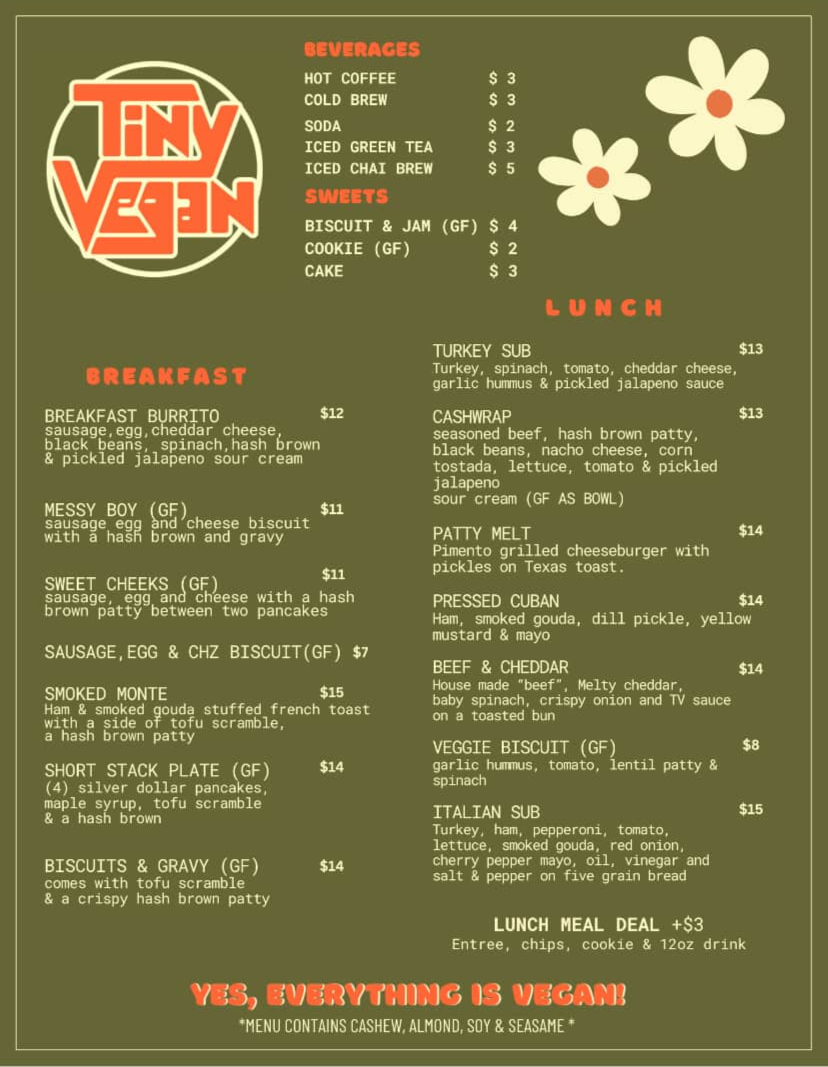 TINY
VEGAN
BEVERAGES
HOT COFFEE $ 3
COLD BREW $ 3
SODA $ 2
ICED GREEN TEA $ 3
ICED CHAI BREW $ 5
SWEETS
BISCUIT & JAM (GF) $ 4
COOKIE (GF) $ 2
CAKE $ 3
BREAKFAST
BREAKFAST BURRITO $12
sausage,egg,cheddar cheese,
black beans, spinach,hash brown
& pickled jalapeno sour cream
MESSY BOY (GF) $11
sausage egg and cheese biscuit
with a hash brown and gravy
SWEET CHEEKS (GF) $11
sausage, egg and cheese with a hash
brown patty between two pancakes
SAUSAGE,EGG & CHZ BISCUIT(GF) $7
SMOKED MONTE $15
Ham & smoked gouda stuffed french toast
with a side of tofu scramble,
a hash brown patty
SHORT STACK PLATE (GF) $14
(4) silver dollar pancakes,
maple syrup, tofu scramble
& a hash brown
BISCUITS & GRAVY (GF) $14
comes with tofu scramble
& a crispy hash brown patty
LUNCH
TURKEY SUB $13
Turkey, spinach, tomato, cheddar cheese,
garlic hummus & pickled jalapeno sauce
CASHWRAP $13
seasoned beef, hash brown patty,
black beans, nacho cheese, corn
tostada, lettuce, tomato & pickled
jalapeno
sour cream (GF AS BOWL)
PATTY MELT $14
Pimento grilled cheeseburger with
pickles on Texas toast.
PRESSED CUBAN $14
Ham, smoked gouda, dill pickle, yellow
mustard & mayo
BEEF & CHEDDAR $14
House made "beef", Melty cheddar,
baby spinach, crispy onion and TV sauce
on a toasted bun
VEGGIE BISCUIT (GF) $8
garlic hummus, tomato, lentil patty &
spinach
ITALIAN SUB $15
Turkey, ham, pepperoni, tomato,
lettuce, smoked gouda, red onion,
cherry pepper mayo, oil, vinegar and
salt & pepper on five grain bread
LUNCH MEAL DEAL +$3
Entree, chips, cookie & 12oz drink
YES, EVERYTHING IS VEGAN!
*MENU CONTAINS CASHEW, ALMOND, SOY & SEASAME *